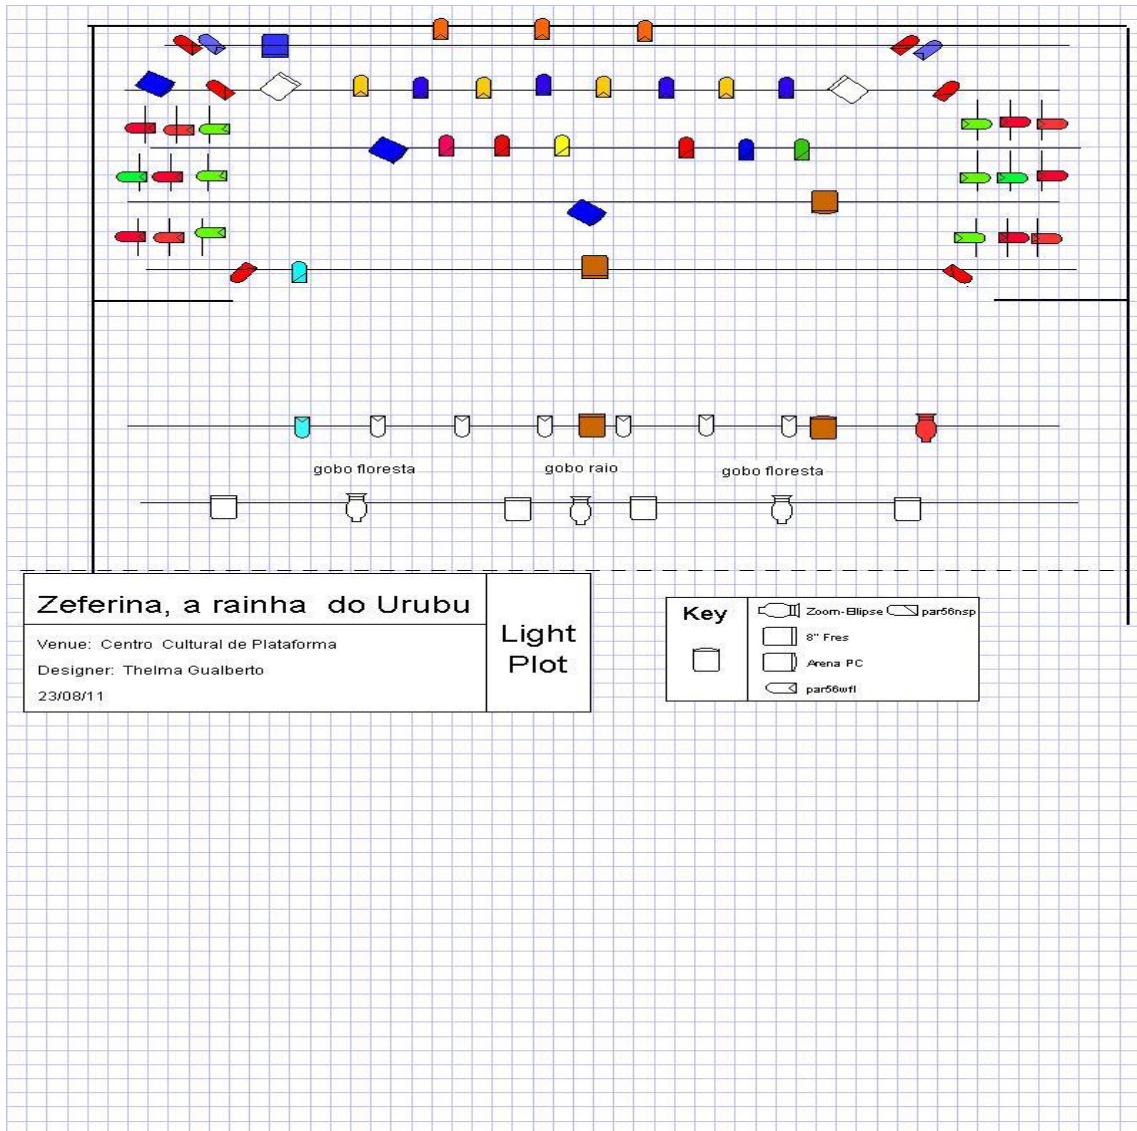 gobo floresta
gobo raio
gobo floresta
Zeferina, a rainha do Urubu
Venue: Centro Cultural de Plataforma
Designer: Thelma Gualberto
23/08/11
Light
Plot
Key
Zoom-Ellipse
par56nsp
8" Fres
Arena PC
par56wfl